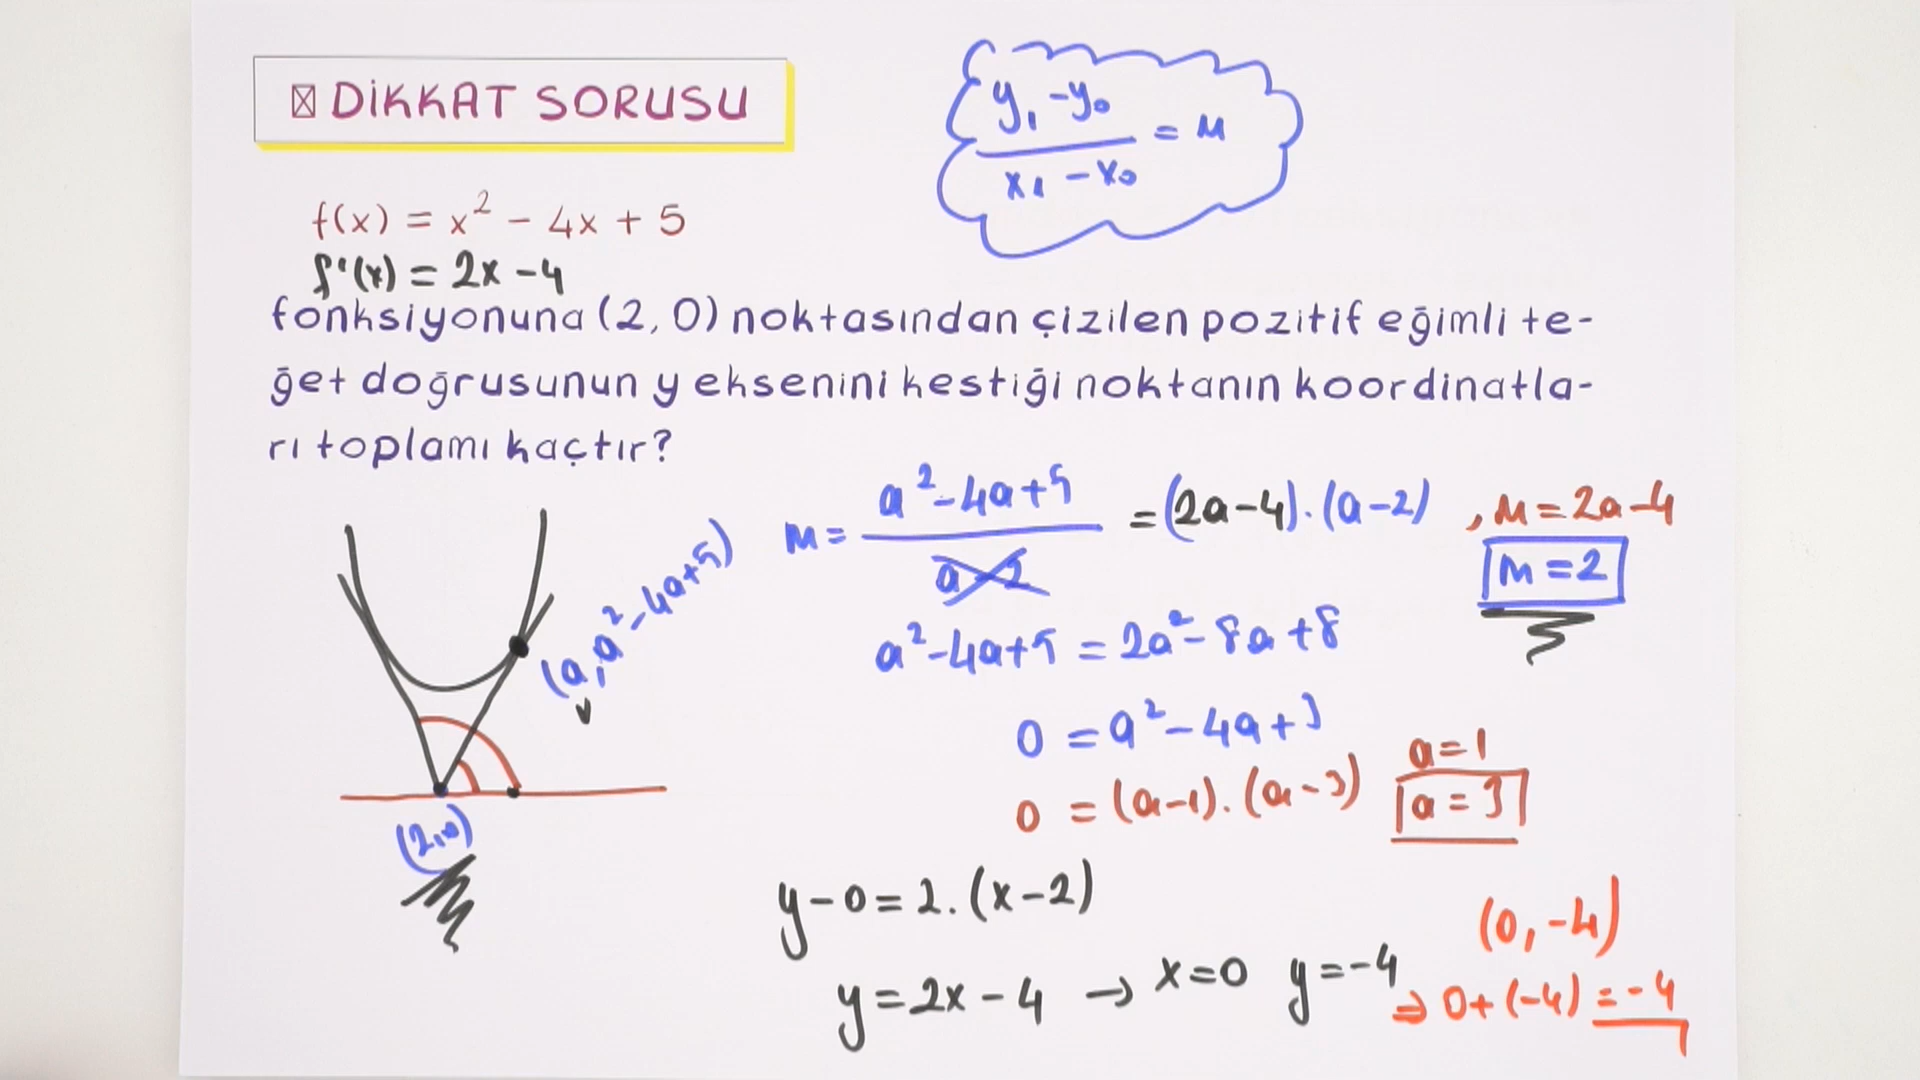 DİKKAT SORUSU
y₁ - y₀
x₁ - x₀
= m
f(x) = x² - 4x + 5
f'(x) = 2x - 4
fonksiyonuna (2, 0) noktasından çizilen pozitif eğimli te-
ğet doğrusunun y eksenini kestiği noktanın koordinatla-
rı toplamı kaçtır?
(a, a² - 4a + 5)
(2,0)
m = a² - 4a + 5 = (2a - 4) . (a - 2) , m = 2a - 4
a - 2
m = 2
a² - 4a + 5 = 2a² - 8a + 8
0 = a² - 4a + 3
0 = (a - 1) . (a - 3)
a = 1
a = 3
y - 0 = 2 . (x - 2)
y = 2x - 4 → x = 0 y = -4
(0, -4)
⇒ 0 + (-4) = -4